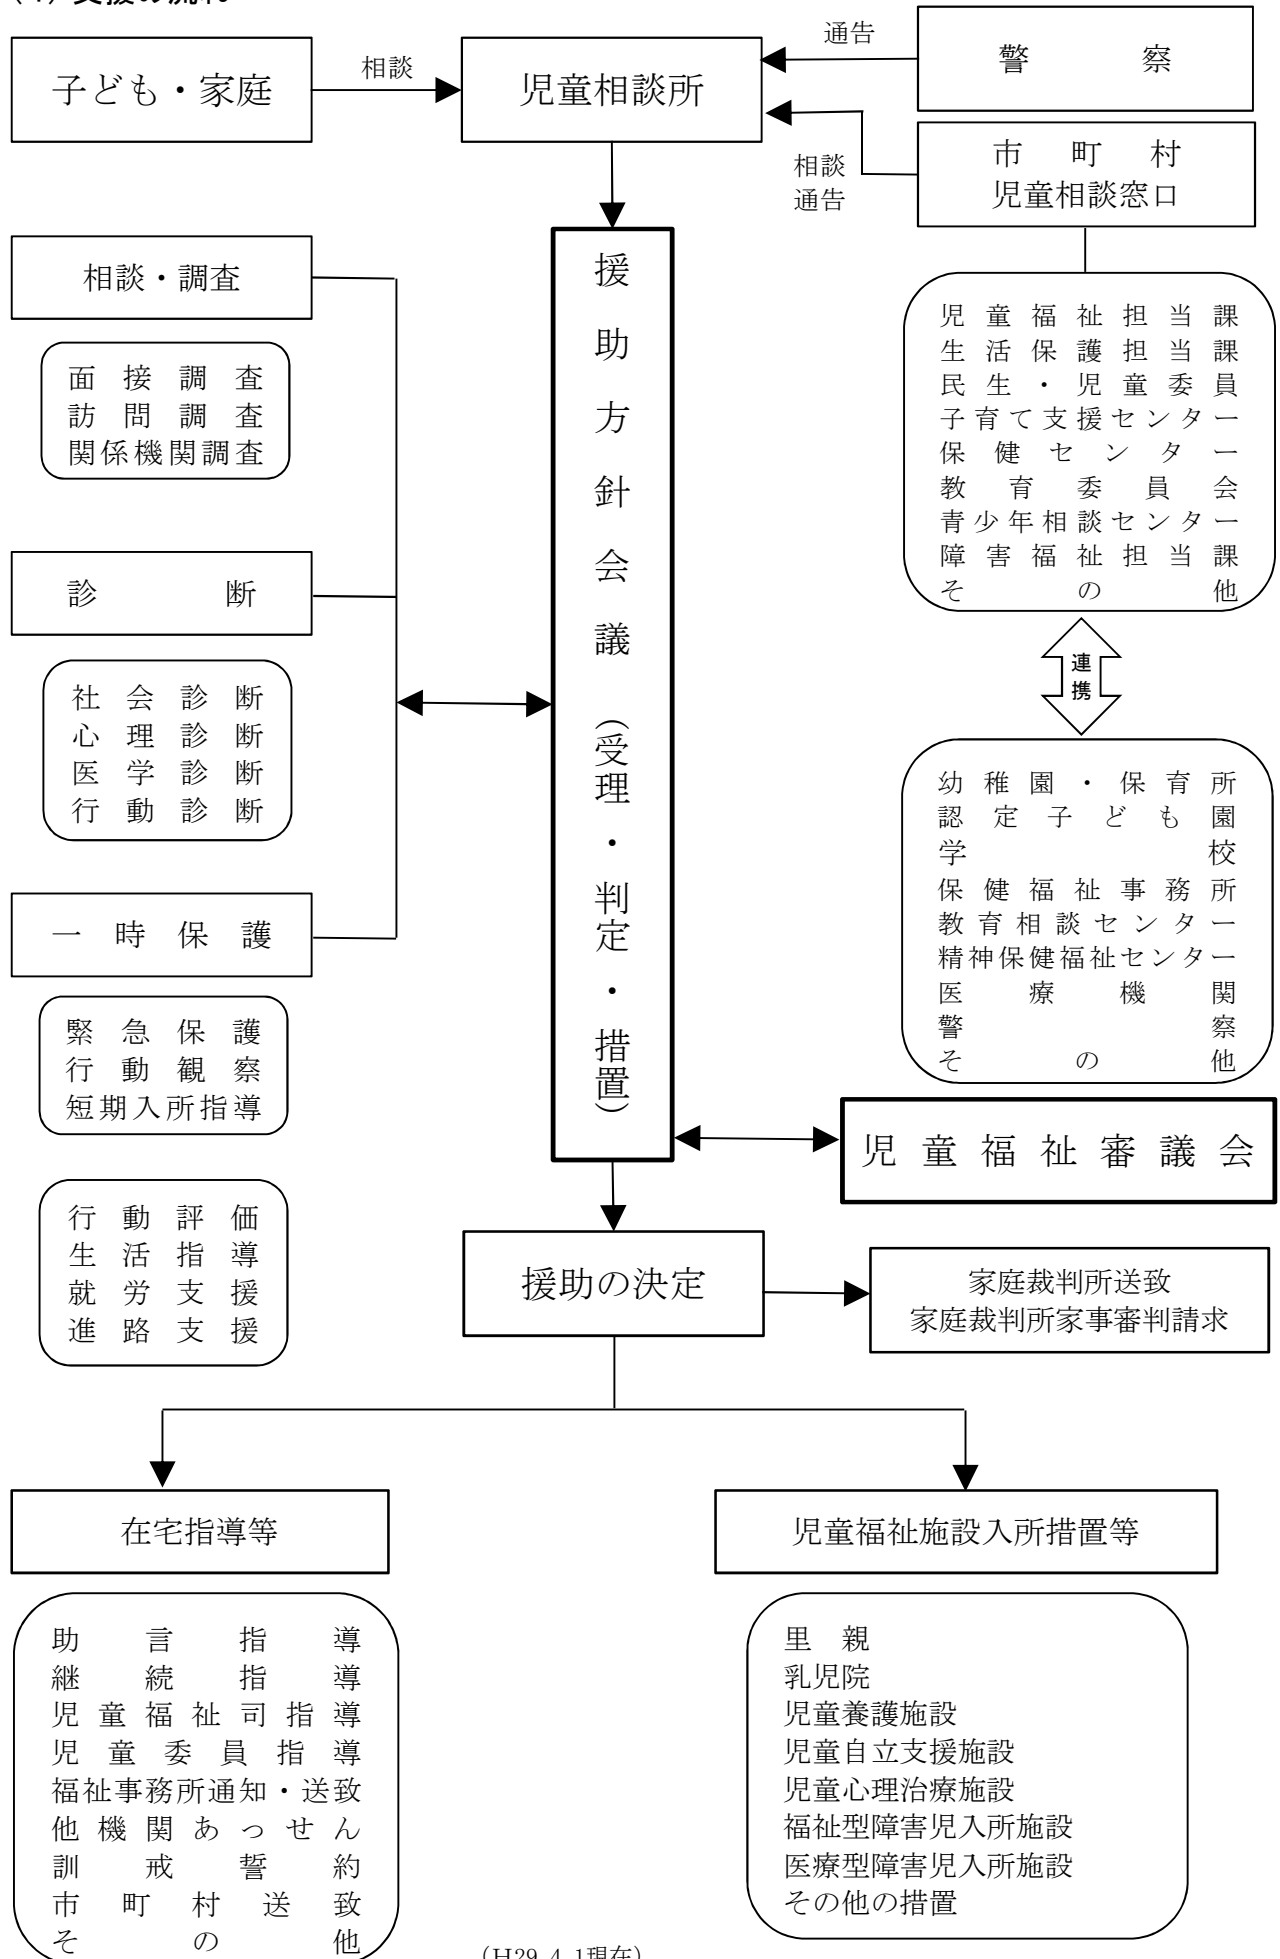 子ども・家庭
相談
児童相談所
通告
警察
相談
通告
市町村
児童相談窓口
相談・調査
面接調査
訪問調査
関係機関調査
診断
社会診断
心理診断
医学診断
行動診断
一時保護
緊急保護
行動観察
短期入所指導
行動評価
生活指導
就労支援
進路支援
援助方針会議（受理・判定・措置）
児童福祉担当課
生活保護担当課
民生・児童委員
子育て支援センター
保健センター
教育委員会
青少年相談センター
障害福祉担当課
その他
連携
幼稚園・保育所
認定子ども園
学校
保健福祉事務所
教育相談センター
精神保健福祉センター
医療機関
警察
その他
児童福祉審議会
援助の決定
家庭裁判所送致
家庭裁判所家事審判請求
在宅指導等
助言指導
継続指導
児童福祉司指導
児童委員指導
福祉事務所通知・送致
他機関あっせん
訓戒誓約
市町村送致
その他
児童福祉施設入所措置等
里親
乳児院
児童養護施設
児童自立支援施設
児童心理治療施設
福祉型障害児入所施設
医療型障害児入所施設
その他の措置
（H29.4.1現在）